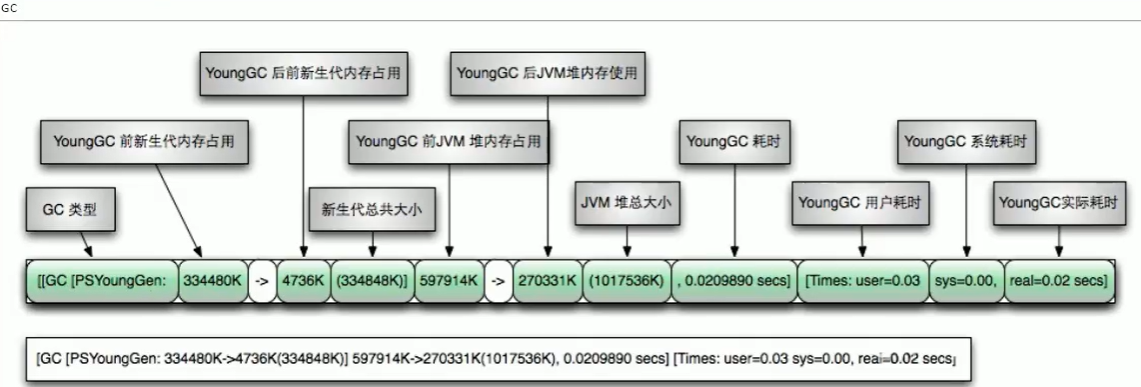 GC
YoungGC 后前新生代内存占用
YoungGC 后JVM堆内存使用
YoungGC 前新生代内存占用
YoungGC 前JVM 堆内存占用
YoungGC 耗时
YoungGC 系统耗时
GC 类型
新生代总共大小
JVM 堆总大小
YoungGC 用户耗时
YoungGC实际耗时
[[GC [PSYoungGen: 334480K -> 4736K (334848K)] 597914K -> 270331K (1017536K) , 0.0209890 secs] [Times: user=0.03 sys=0.00, real=0.02 secs]
[GC [PSYoungGen: 334480K->4736K(334848K)] 597914K->270331K(1017536K), 0.0209890 secs] [Times: user=0.03 sys=0.00, real=0.02 secs]